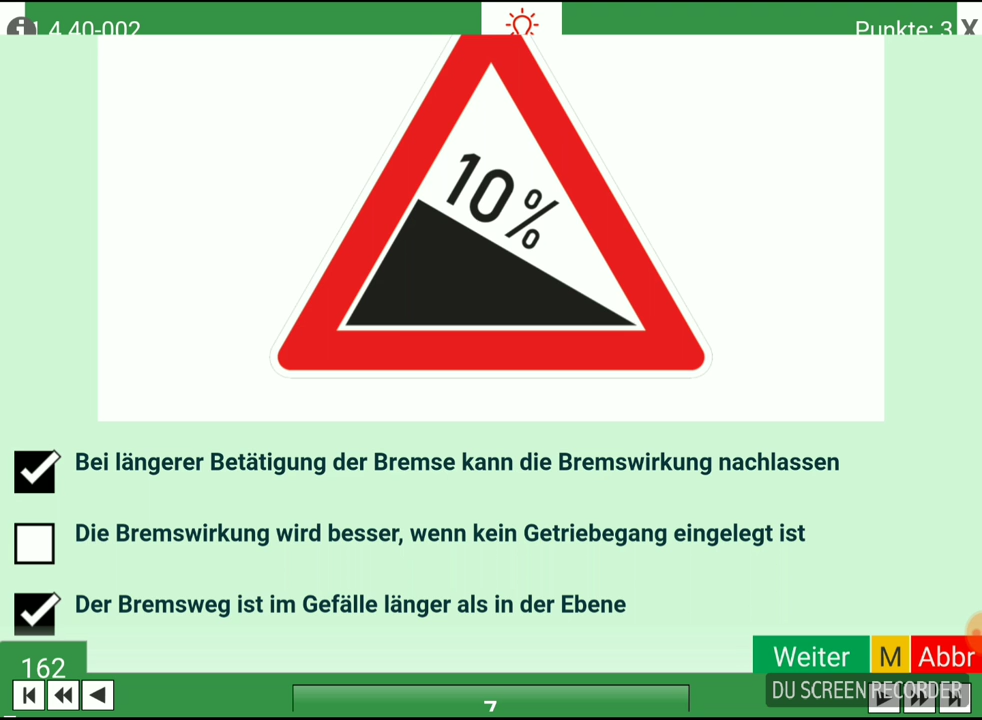 1.4.40-002
Punkte: 3 X
10%
Bei längerer Betätigung der Bremse kann die Bremswirkung nachlassen
Die Bremswirkung wird besser, wenn kein Getriebegang eingelegt ist
Der Bremsweg ist im Gefälle länger als in der Ebene
162
Weiter M Abbr
DU SCREEN RECORDER
7